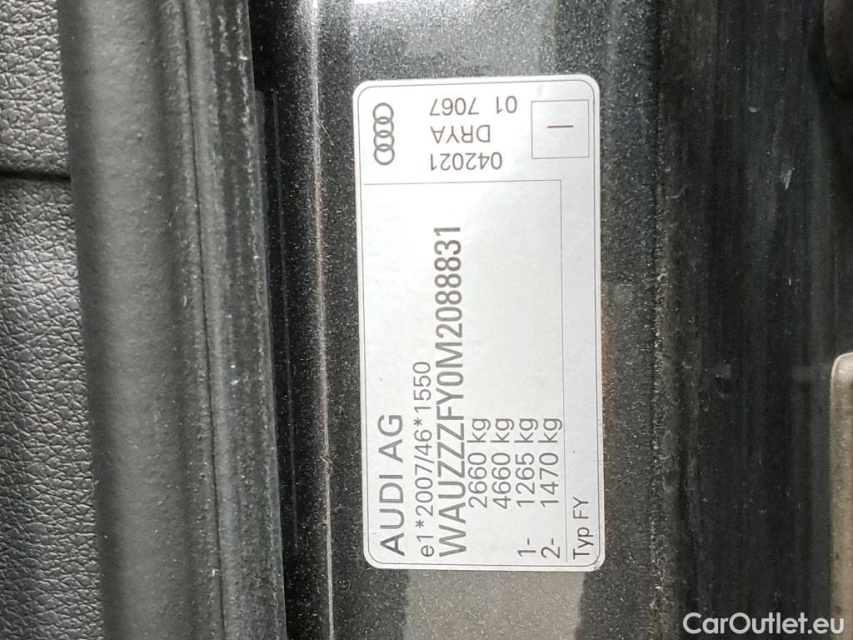 AUDI AG
e1*2007/46*1550
WAUZZZFY0M2088831
2660 kg
4660 kg
1- 1265 kg
2- 1470 kg
Typ FY
042021
DRYA
01 7067
CarOutlet.eu